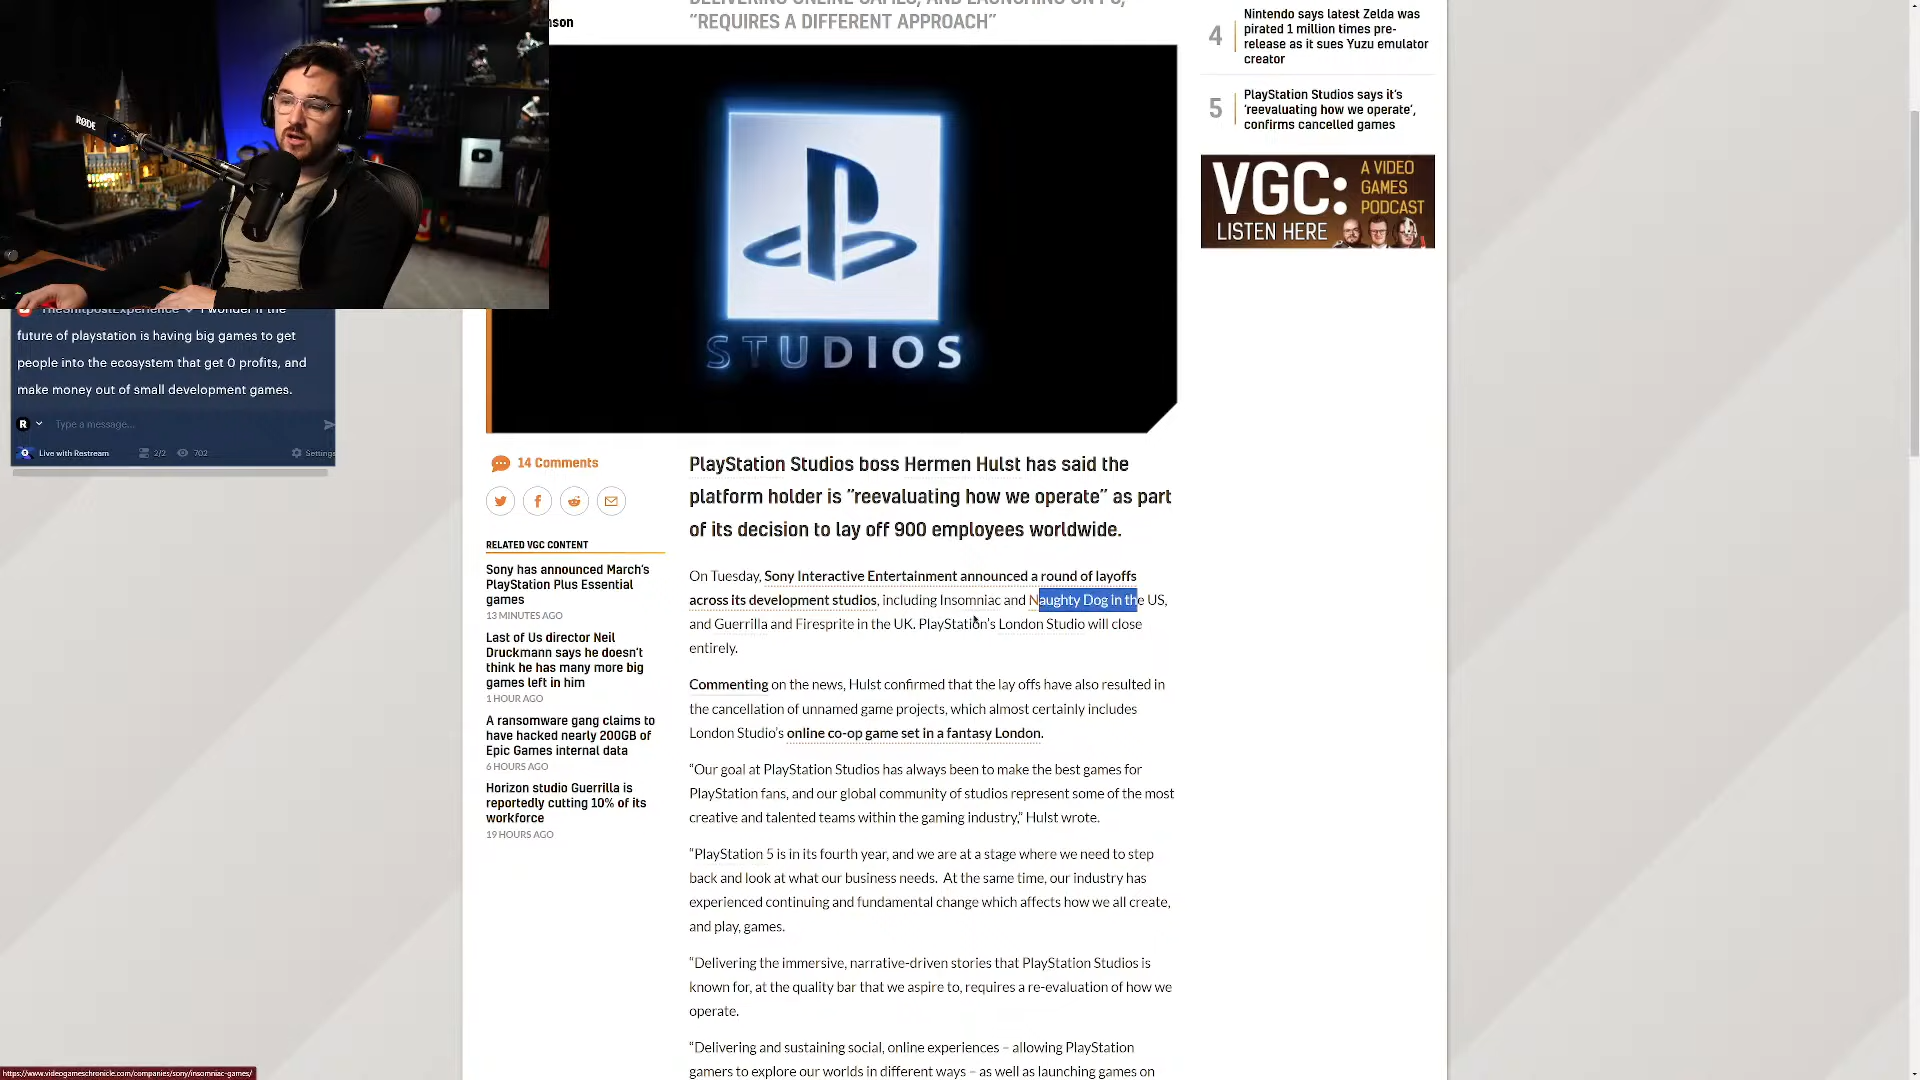 nson
"REQUIRES A DIFFERENT APPROACH"
RØDE
STUDIOS
4
Nintendo says latest Zelda was
pirated 1 million times pre-
release as it sues Yuzu emulator
creator
5
PlayStation Studios says it's
'reevaluating how we operate',
confirms cancelled games
VGC:
A VIDEO
GAMES
PODCAST
LISTEN HERE
future of playstation is having big games to get
people into the ecosystem that get 0 profits, and
make money out of small development games.
R
Type a message...
Live with Restream
2/2
702
Settings
14 Comments
RELATED VGC CONTENT
Sony has announced March's
PlayStation Plus Essential
games
13 MINUTES AGO
Last of Us director Neil
Druckmann says he doesn't
think he has many more big
games left in him
1 HOUR AGO
A ransomware gang claims to
have hacked nearly 200GB of
Epic Games internal data
6 HOURS AGO
Horizon studio Guerrilla is
reportedly cutting 10% of its
workforce
19 HOURS AGO
PlayStation Studios boss Hermen Hulst has said the
platform holder is "reevaluating how we operate" as part
of its decision to lay off 900 employees worldwide.
On Tuesday, Sony Interactive Entertainment announced a round of layoffs
across its development studios, including Insomniac and Naughty Dog in the US,
and Guerrilla and Firesprite in the UK. PlayStation's London Studio will close
entirely.
Commenting on the news, Hulst confirmed that the lay offs have also resulted in
the cancellation of unnamed game projects, which almost certainly includes
London Studio's online co-op game set in a fantasy London.
"Our goal at PlayStation Studios has always been to make the best games for
PlayStation fans, and our global community of studios represent some of the most
creative and talented teams within the gaming industry," Hulst wrote.
"PlayStation 5 is in its fourth year, and we are at a stage where we need to step
back and look at what our business needs. At the same time, our industry has
experienced continuing and fundamental change which affects how we all create,
and play, games.
"Delivering the immersive, narrative-driven stories that PlayStation Studios is
known for, at the quality bar that we aspire to, requires a re-evaluation of how we
operate.
"Delivering and sustaining social, online experiences – allowing PlayStation
gamers to explore our worlds in different ways – as well as launching games on
https://www.videogameschronicle.com/companies/sony/insomniac-games/